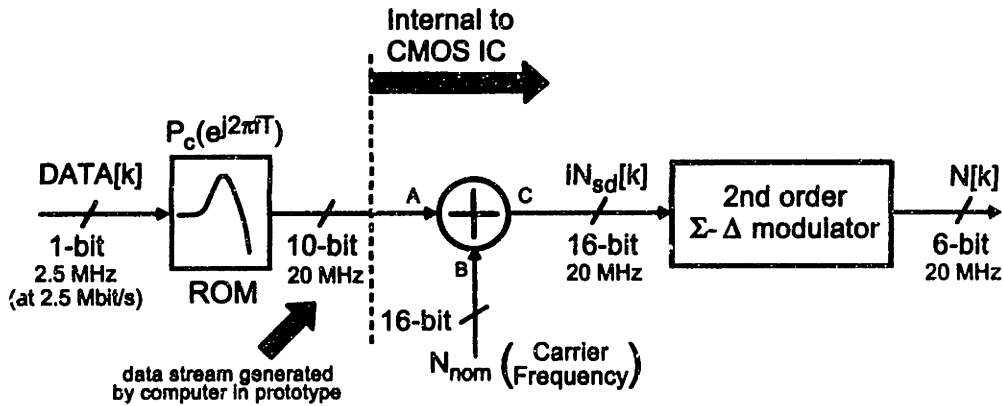 Internal to
CMOS IC
P_c(e^{j2πfT})
DATA[k]
A
C
iN_sd[k]
N[k]
2nd order
Σ-Δ modulator
1-bit
2.5 MHz
(at 2.5 Mbit/s)
ROM
10-bit
20 MHz
B
16-bit
20 MHz
6-bit
20 MHz
16-bit
N_nom (Carrier
Frequency)
data stream generated
by computer in prototype